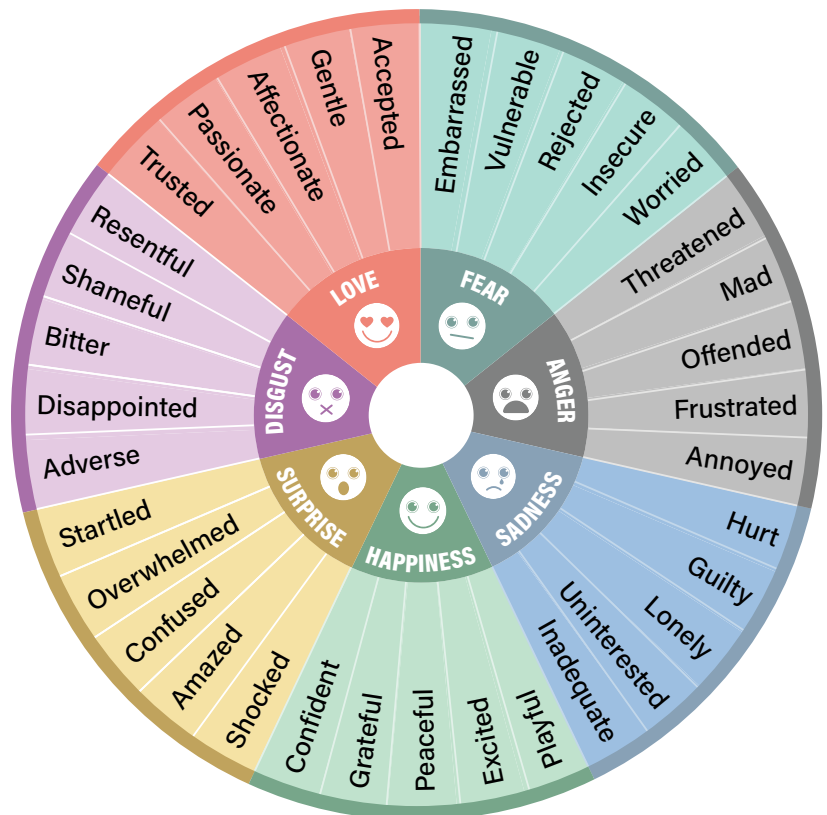 LOVE
Trusted
Passionate
Affectionate
Gentle
Accepted
FEAR
Embarrassed
Vulnerable
Rejected
Insecure
Worried
ANGER
Threatened
Mad
Offended
Frustrated
Annoyed
SADNESS
Hurt
Guilty
Lonely
Uninterested
Inadequate
HAPPINESS
Playful
Excited
Peaceful
Grateful
Confident
SURPRISE
Shocked
Amazed
Confused
Overwhelmed
Startled
DISGUST
Adverse
Disappointed
Bitter
Shameful
Resentful